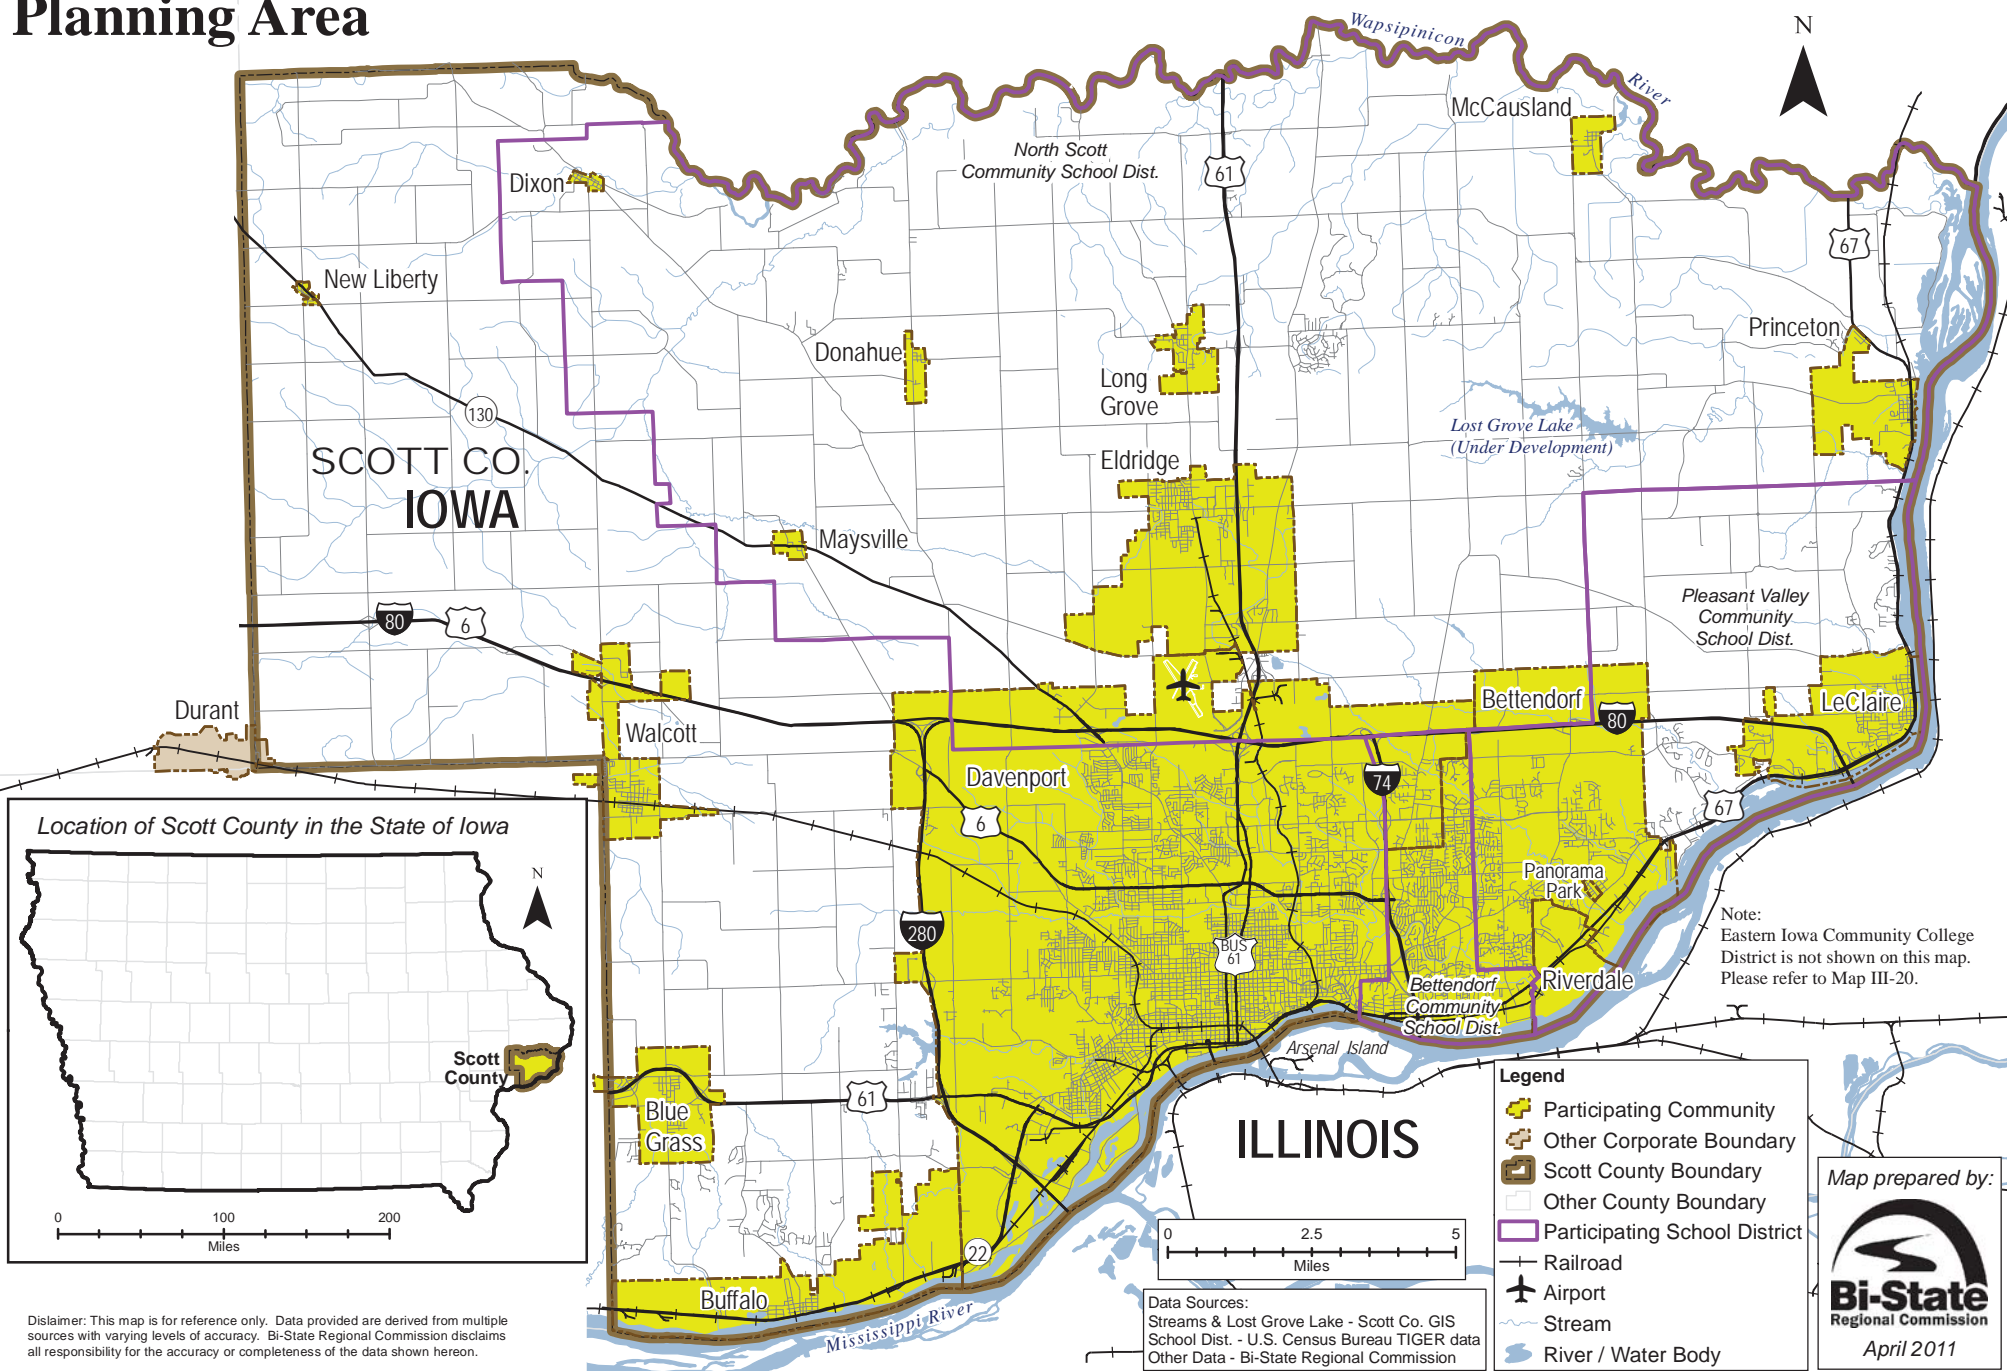 Planning Area
Wapsipinicon
River
N
McCausland
North Scott
Community School Dist.
61
Dixon
67
New Liberty
Princeton
Donahue
Long
Grove
130
Lost Grove Lake
(Under Development)
SCOTT CO.
IOWA
Eldridge
Maysville
Pleasant Valley
Community
School Dist.
80
6
Durant
Walcott
Bettendorf
80
LeClaire
Davenport
74
6
67
Panorama
Park
280
BUS
61
Riverdale
Bettendorf
Community
School Dist.
Arsenal Island
Note:
Eastern Iowa Community College
District is not shown on this map.
Please refer to Map III-20.
61
Blue
Grass
ILLINOIS
22
Buffalo
Mississippi River
Location of Scott County in the State of Iowa
N
Scott
County
0 100 200
Miles
Dislaimer: This map is for reference only. Data provided are derived from multiple
sources with varying levels of accuracy. Bi-State Regional Commission disclaims
all responsibility for the accuracy or completeness of the data shown hereon.
0 2.5 5
Miles
Data Sources:
Streams & Lost Grove Lake - Scott Co. GIS
School Dist. - U.S. Census Bureau TIGER data
Other Data - Bi-State Regional Commission
Legend
Participating Community
Other Corporate Boundary
Scott County Boundary
Other County Boundary
Participating School District
Railroad
Airport
Stream
River / Water Body
Map prepared by:
Bi-State
Regional Commission
April 2011